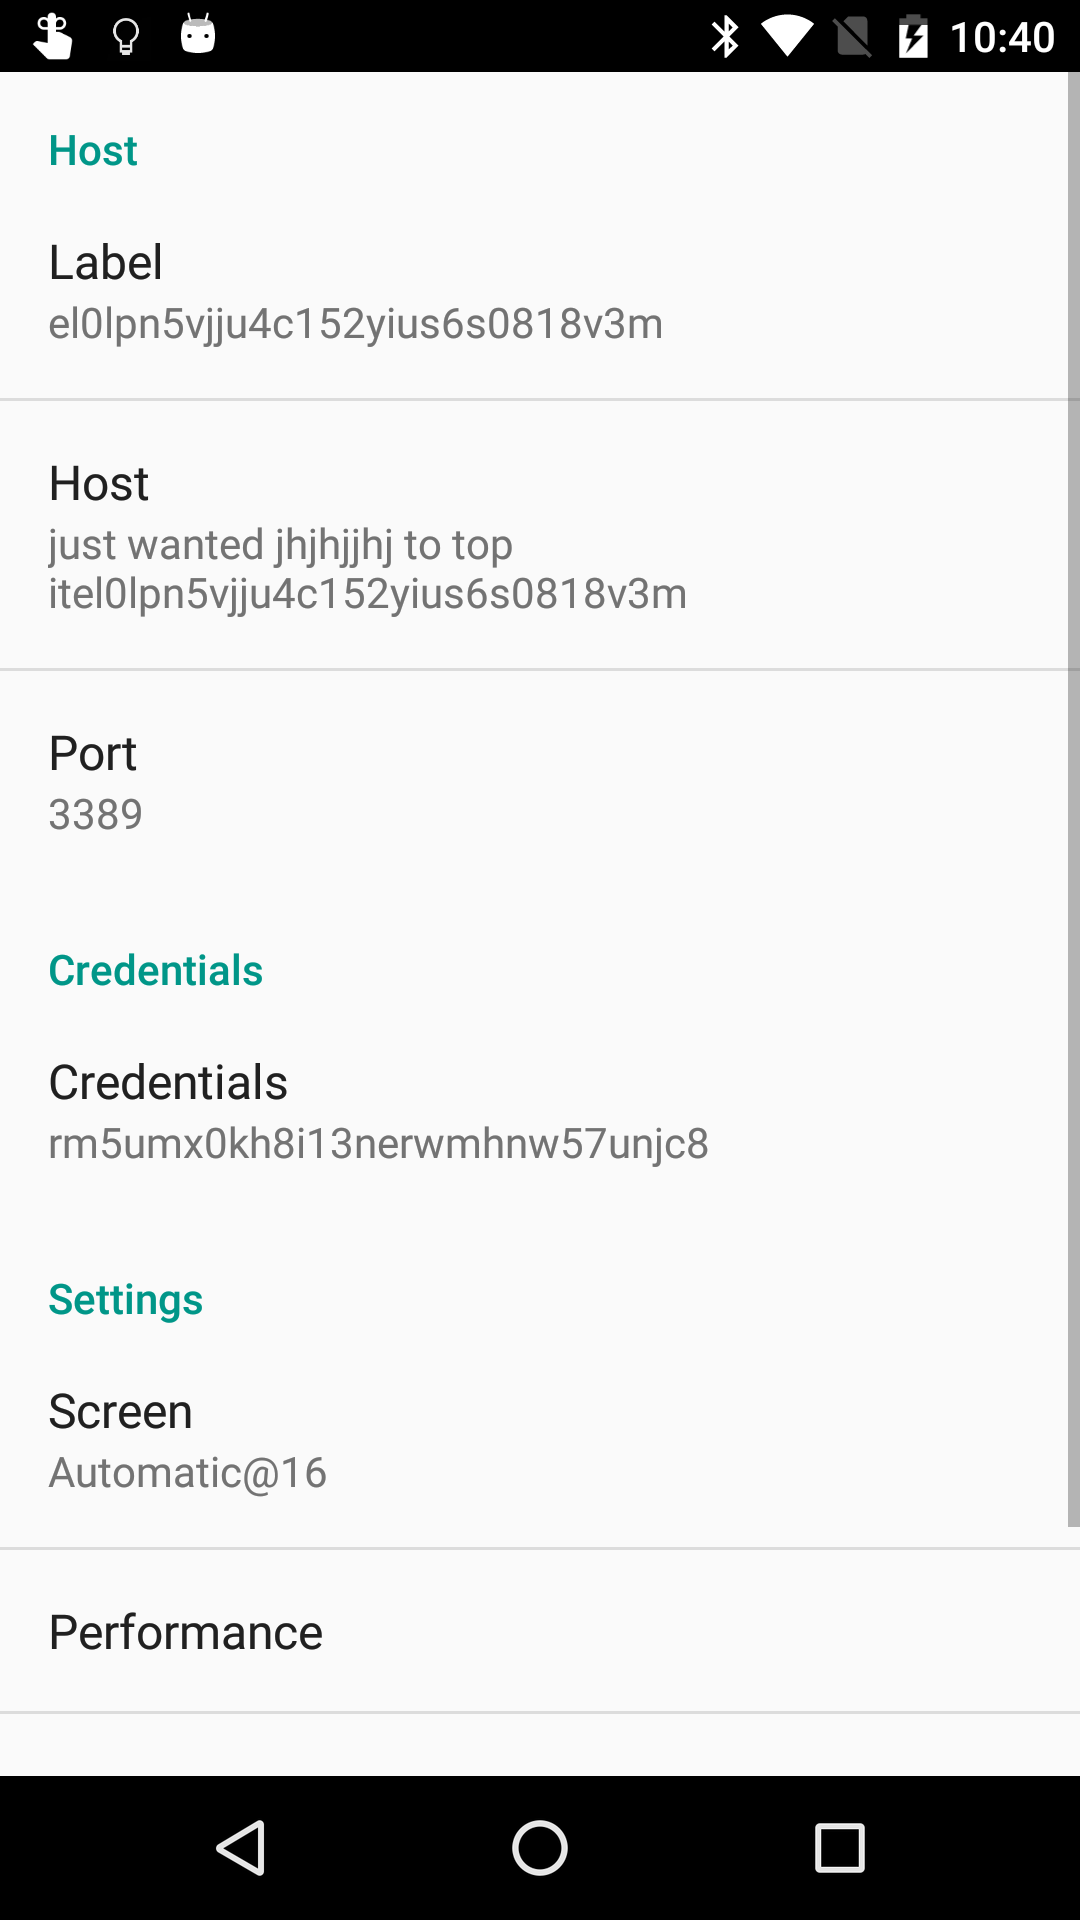 10:40
Host
Label
el0lpn5vjju4c152yius6s0818v3m
Host
just wanted jhjhjjhj to top
itel0lpn5vjju4c152yius6s0818v3m
Port
3389
Credentials
Credentials
rm5umx0kh8i13nerwmhnw57unjc8
Settings
Screen
Automatic@16
Performance